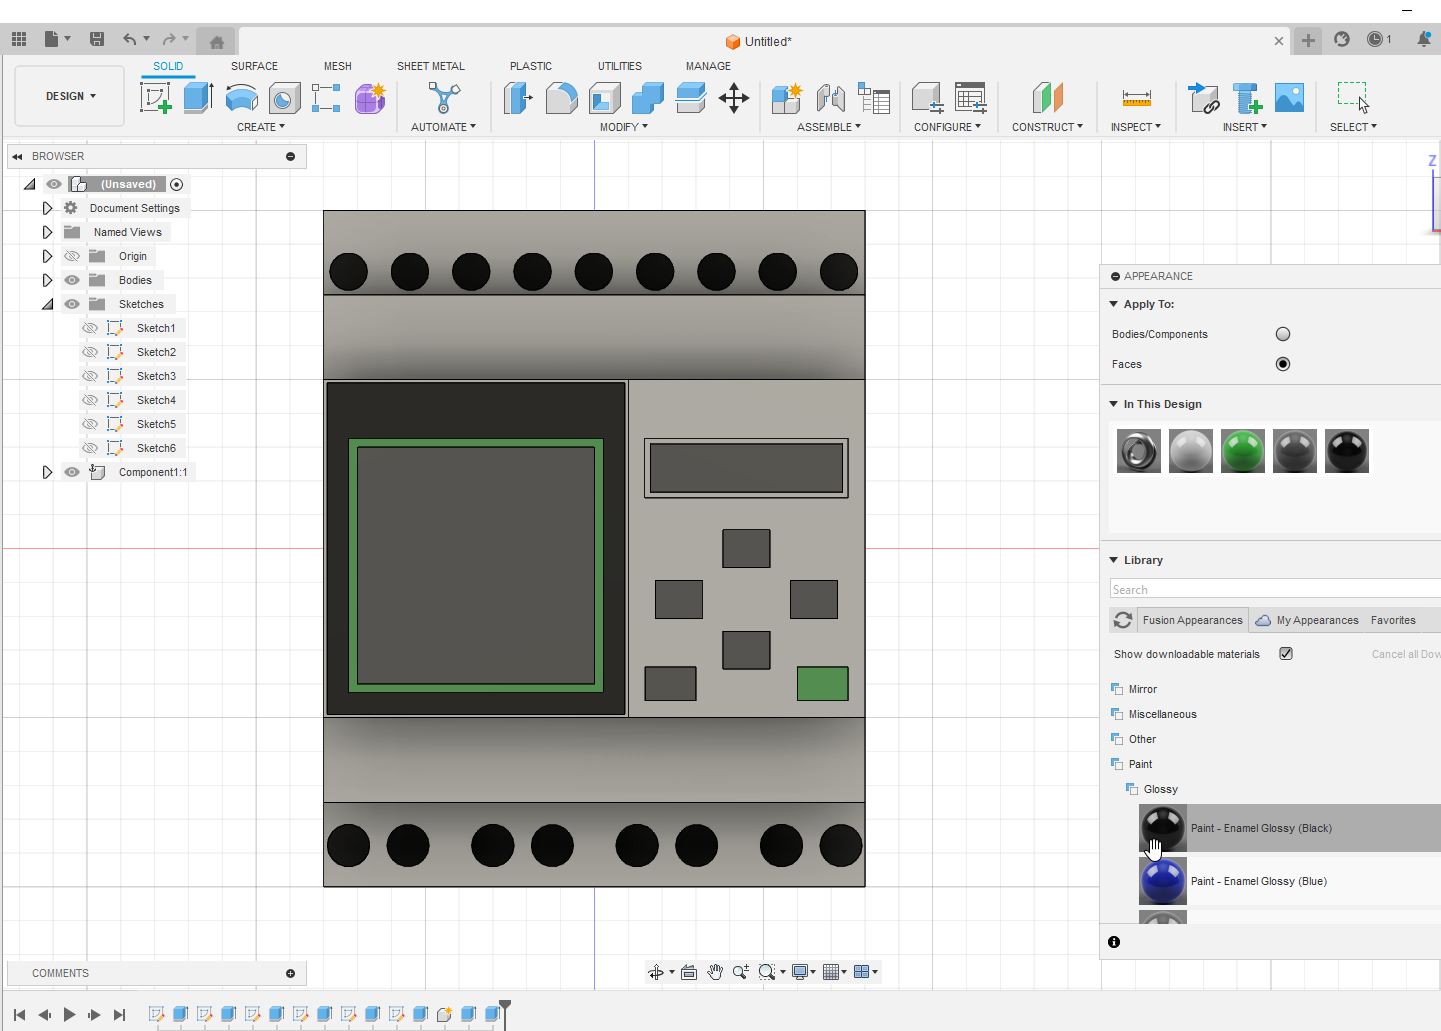 Untitled*
1
SOLID
SURFACE
MESH
SHEET METAL
PLASTIC
UTILITIES
MANAGE
DESIGN
CREATE
AUTOMATE
MODIFY
ASSEMBLE
CONFIGURE
CONSTRUCT
INSPECT
INSERT
SELECT
BROWSER
(Unsaved)
Document Settings
Named Views
Origin
Bodies
Sketches
Sketch1
Sketch2
Sketch3
Sketch4
Sketch5
Sketch6
Component1:1
Z
APPEARANCE
Apply To:
Bodies/Components
Faces
In This Design
Library
Search
Fusion Appearances
My Appearances
Favorites
Show downloadable materials
Cancel all Dow
Mirror
Miscellaneous
Other
Paint
Glossy
Paint - Enamel Glossy (Black)
Paint - Enamel Glossy (Blue)
COMMENTS